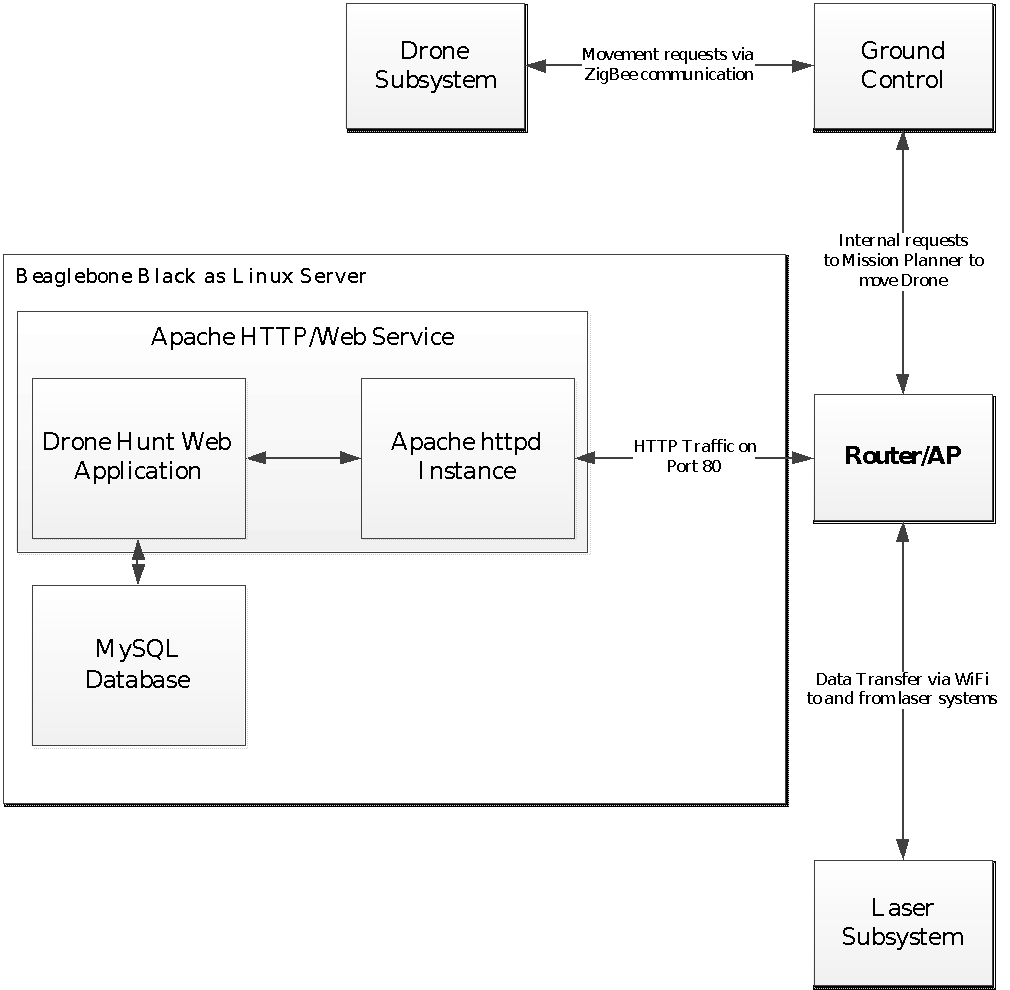 Drone
Subsystem
Movement requests via
ZigBee communication
Ground
Control
Internal requests
to Mission Planner to
move Drone
Beaglebone Black as Linux Server
Apache HTTP/Web Service
Drone Hunt Web
Application
Apache httpd
Instance
HTTP Traffic on
Port 80
Router/AP
MySQL
Database
Data Transfer via WiFi
to and from laser systems
Laser
Subsystem